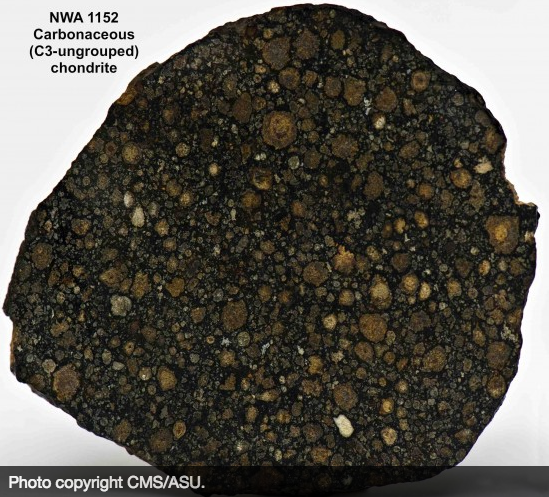 NWA 1152
Carbonaceous
(C3-ungrouped)
chondrite
Photo copyright CMS/ASU.